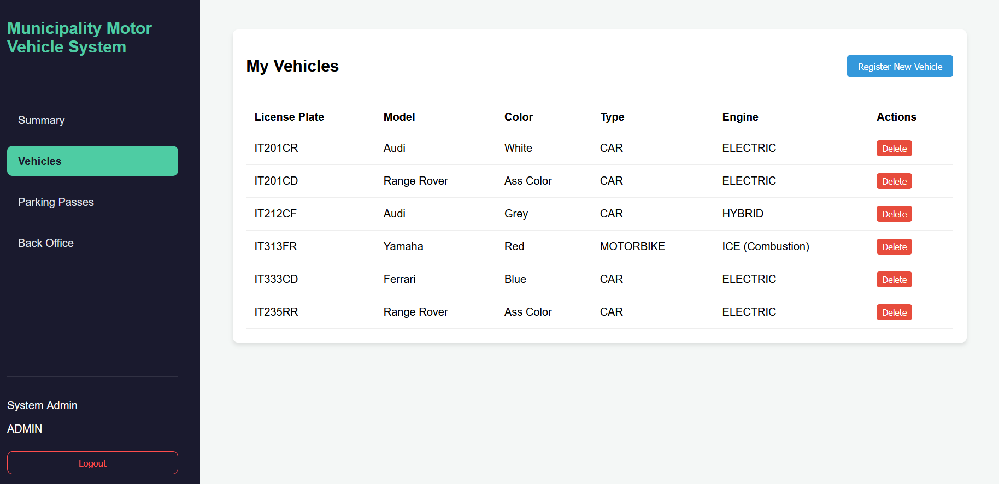 Municipality Motor
Vehicle System
Summary
Vehicles
Parking Passes
Back Office
System Admin
ADMIN
Logout
My Vehicles
Register New Vehicle
License Plate Model Color Type Engine Actions
IT201CR Audi White CAR ELECTRIC Delete
IT201CD Range Rover Ass Color CAR ELECTRIC Delete
IT212CF Audi Grey CAR HYBRID Delete
IT313FR Yamaha Red MOTORBIKE ICE (Combustion) Delete
IT333CD Ferrari Blue CAR ELECTRIC Delete
IT235RR Range Rover Ass Color CAR ELECTRIC Delete